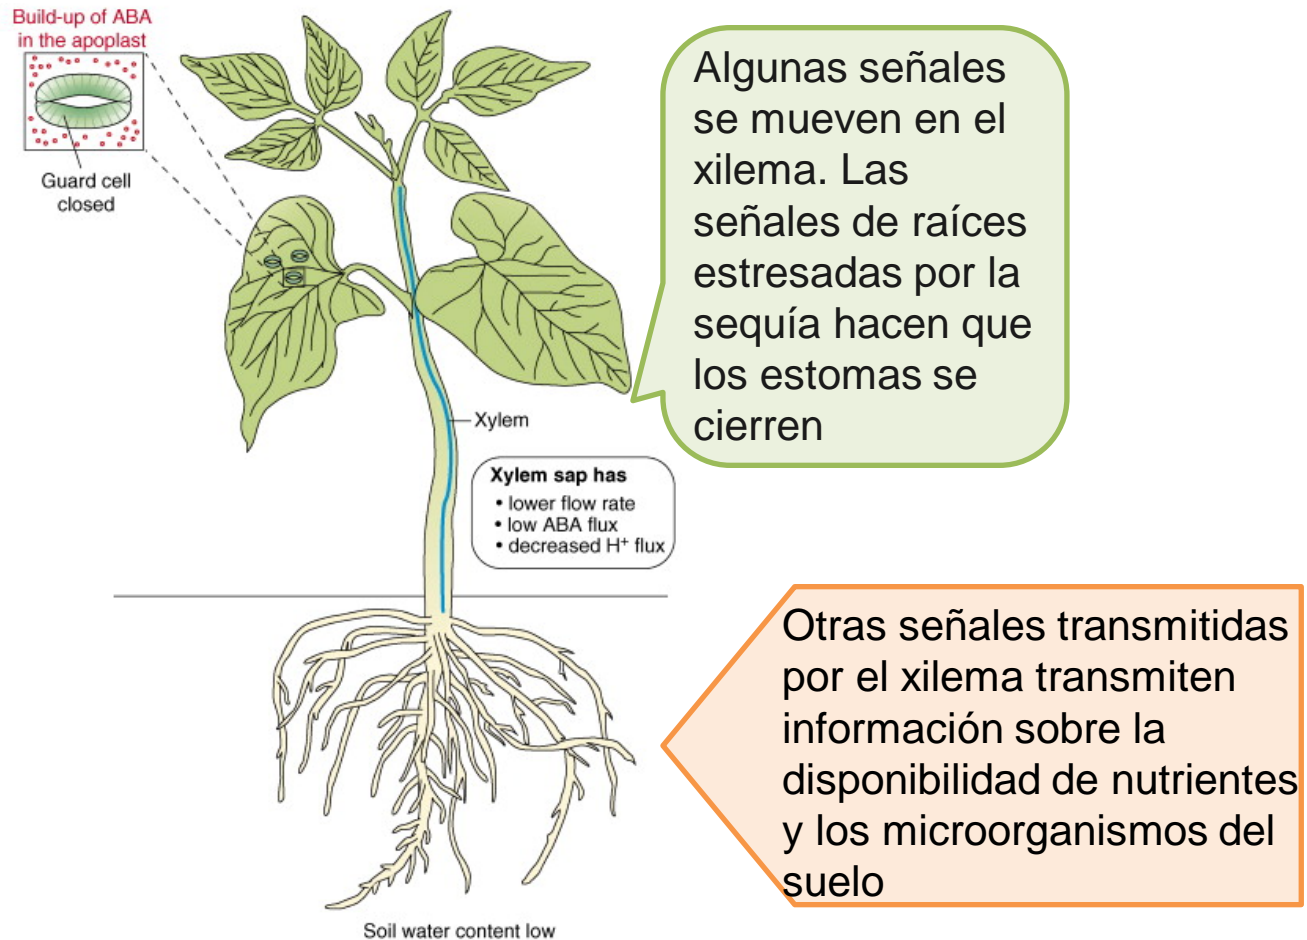 Build-up of ABA
in the apoplast
Guard cell
closed
Algunas señales
se mueven en el
xilema. Las
señales de raíces
estresadas por la
sequía hacen que
los estomas se
cierren
Xylem
Xylem sap has
• lower flow rate
• low ABA flux
• decreased H⁺ flux
Otras señales transmitidas
por el xilema transmiten
información sobre la
disponibilidad de nutrientes
y los microorganismos del
suelo
Soil water content low